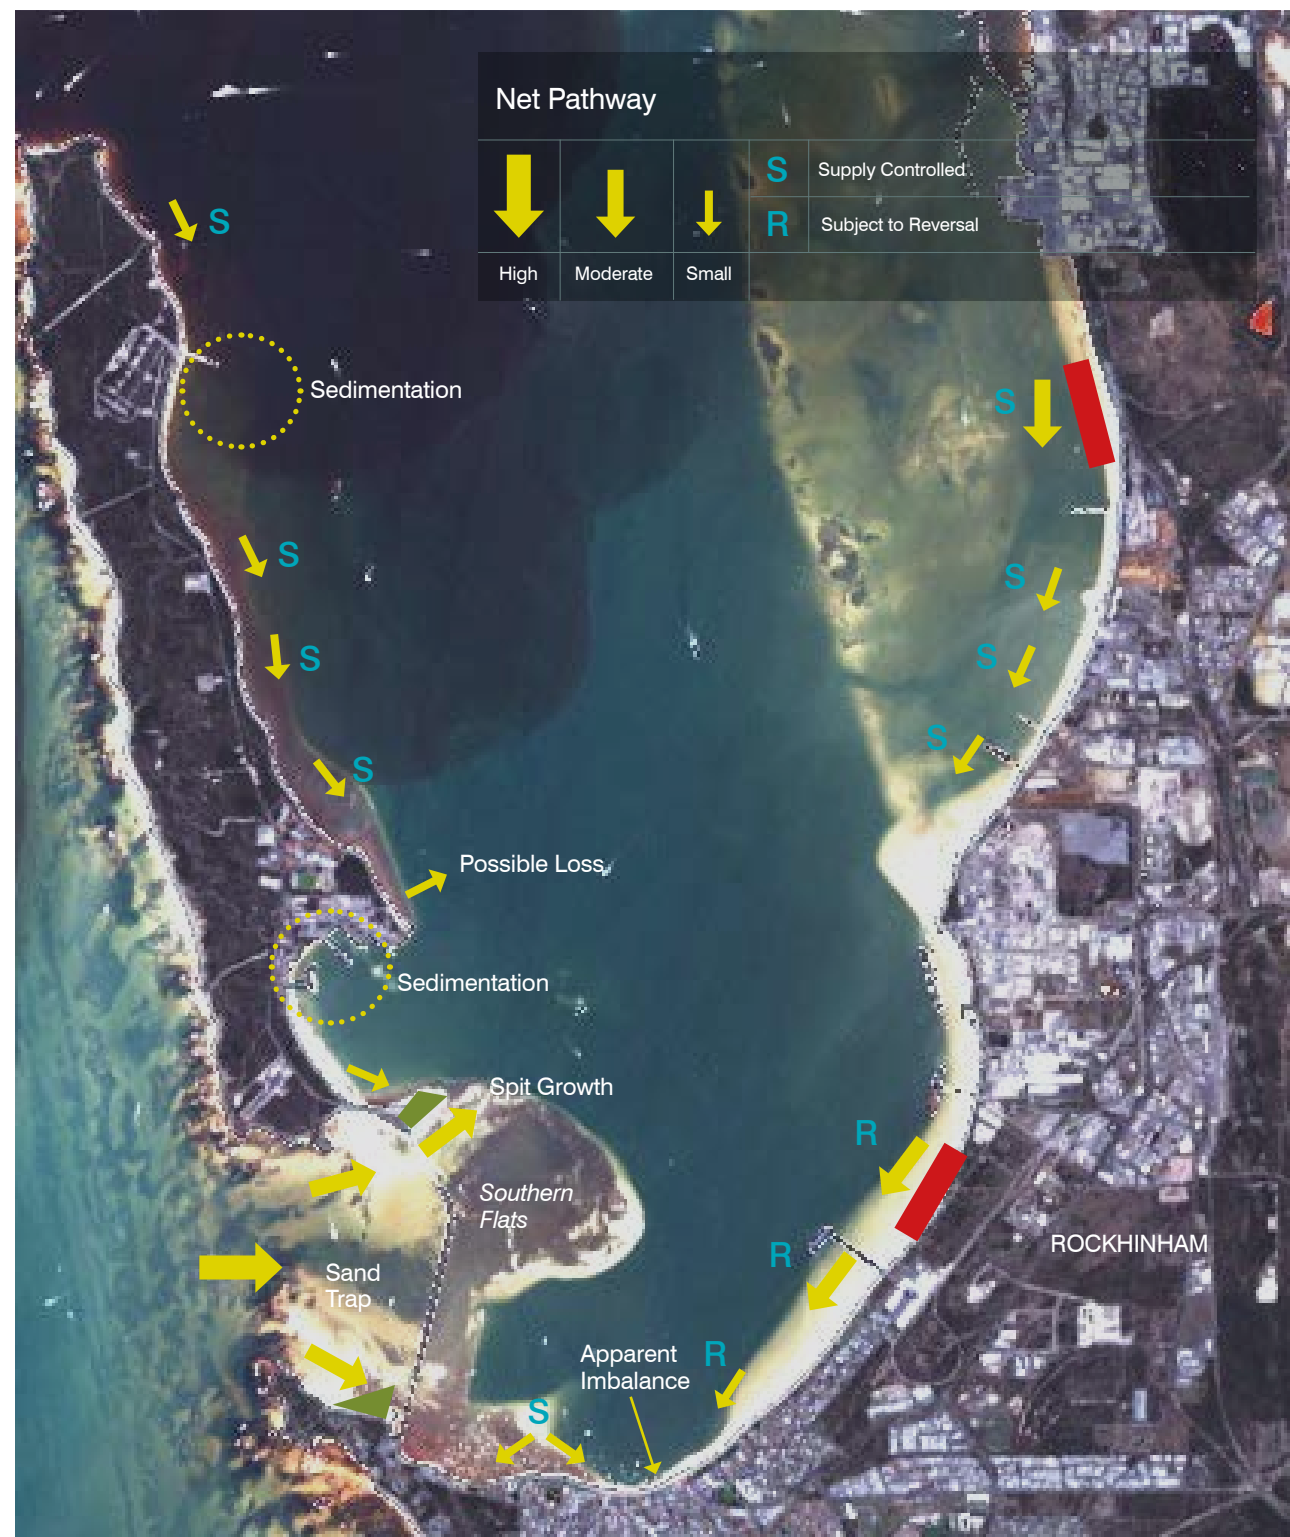 Net Pathway
S Supply Controlled
R Subject to Reversal
High Moderate Small
S
Sedimentation
S
S
S
S
S
S
S
Possible Loss
Sedimentation
Spit Growth
R
Southern
Flats
ROCKHINHAM
R
Sand
Trap
Apparent
Imbalance
R
S